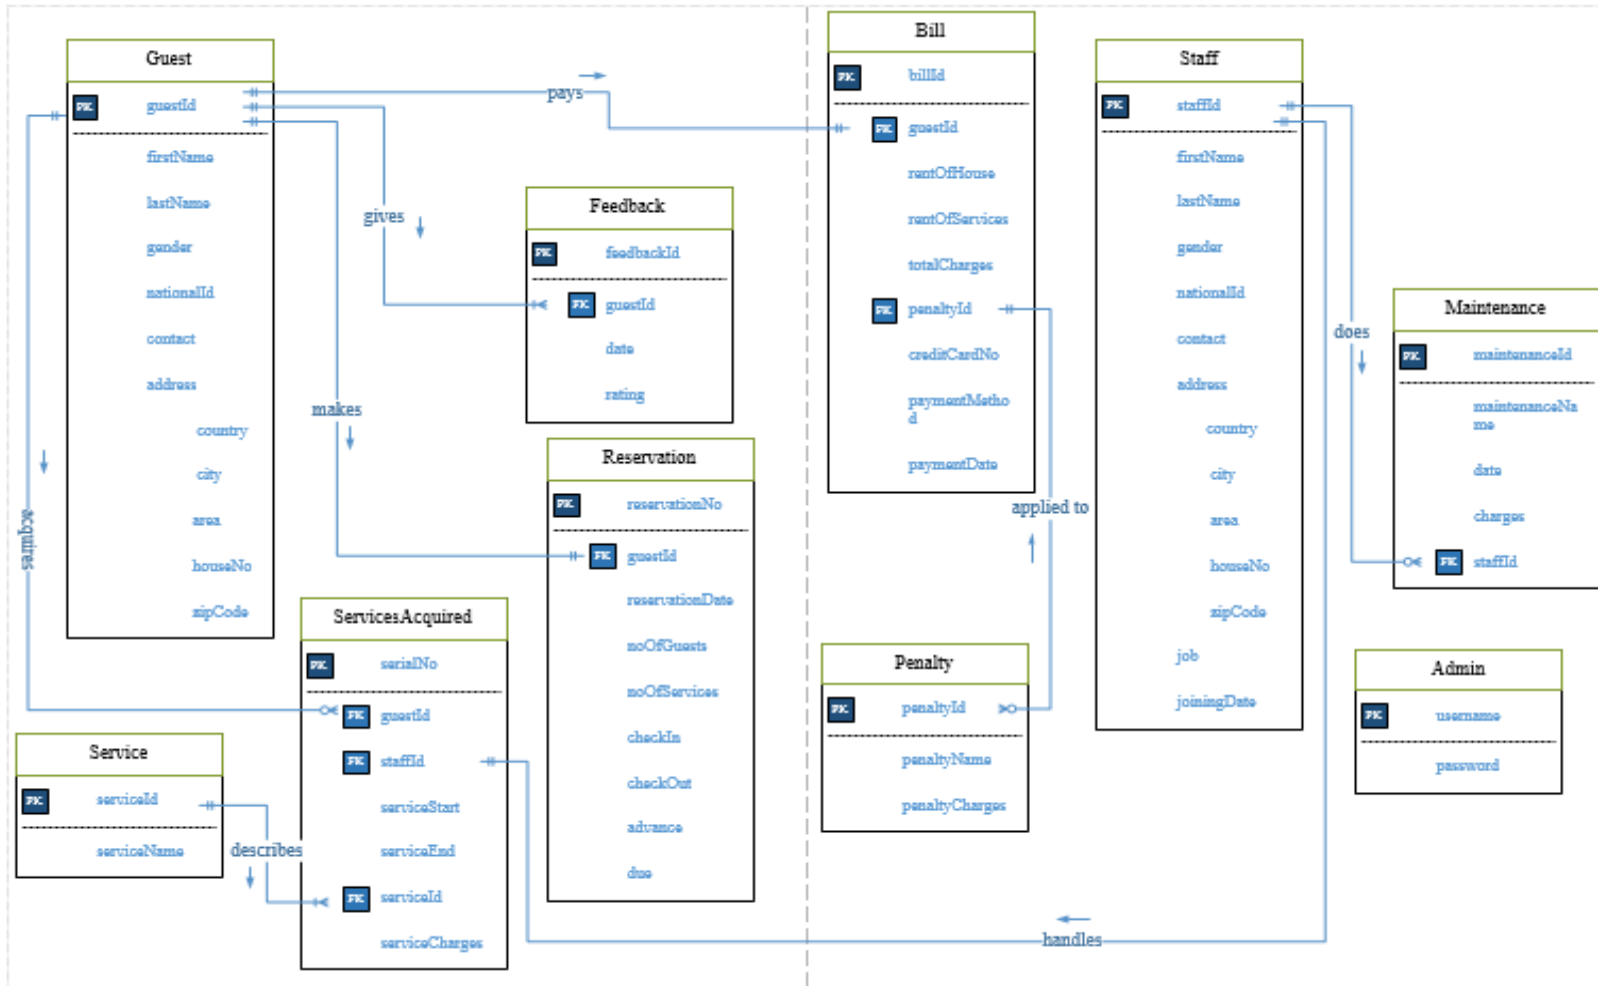 Guest
PK guestId
firstName
lastName
gender
nationalId
contact
address
country
city
area
houseNo
zipCode
pays
gives
makes
acquires
Feedback
PK feedbackId
FK guestId
date
rating
Reservation
PK reservationNo
FK guestId
reservationDate
noOfGuests
noOfServices
checkIn
checkOut
advance
due
ServicesAcquired
PK serialNo
FK guestId
FK staffId
serviceStart
serviceEnd
FK serviceId
serviceCharges
Service
PK serviceId
serviceName
describes
Bill
PK billId
FK guestId
rentOfHouse
rentOfServices
totalCharges
FK penaltyId
creditCardNo
paymentMetho
d
paymentDate
applied to
Penalty
PK penaltyId
penaltyName
penaltyCharges
Staff
PK staffId
firstName
lastName
gender
nationalId
contact
address
country
city
area
houseNo
zipCode
job
joiningDate
does
handles
Maintenance
PK maintenanceId
maintenanceNa
me
date
charges
FK staffId
Admin
PK username
password